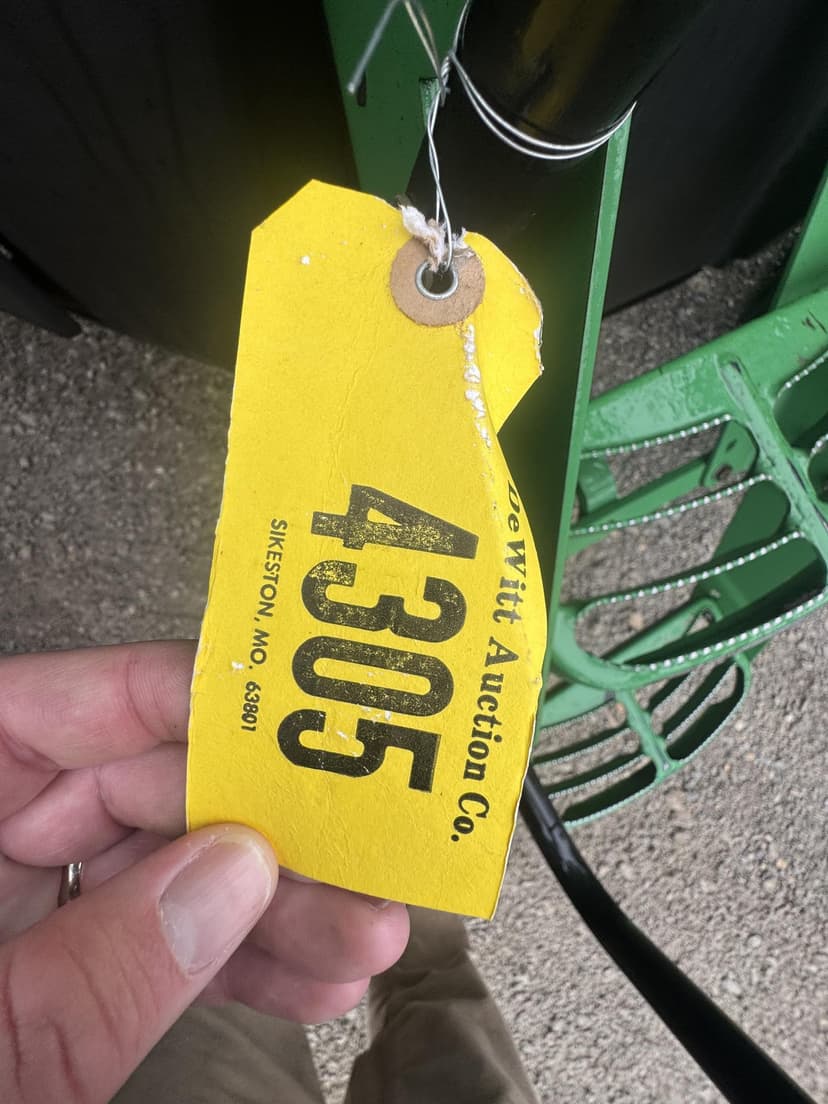 DeWitt Auction Co.
4305
SIKESTON, MO. 63801